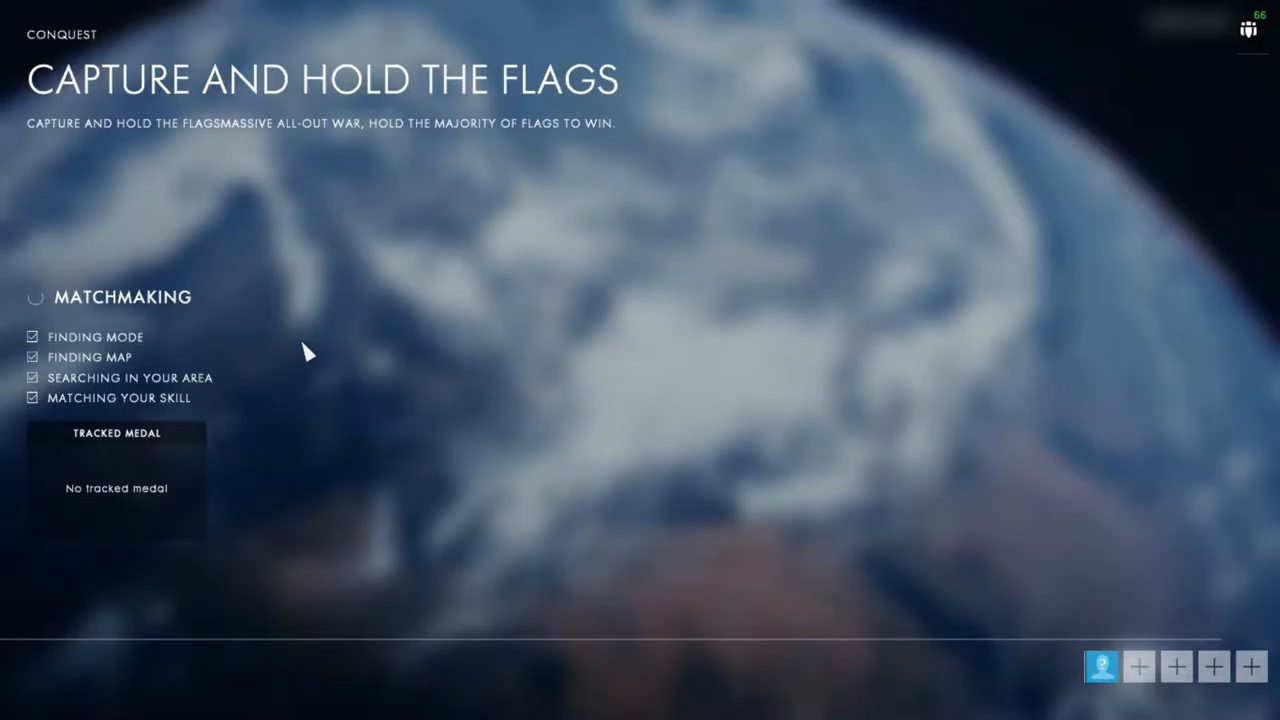 66
CONQUEST
CAPTURE AND HOLD THE FLAGS
CAPTURE AND HOLD THE FLAGSMASSIVE ALL-OUT WAR, HOLD THE MAJORITY OF FLAGS TO WIN.
MATCHMAKING
FINDING MODE
FINDING MAP
SEARCHING IN YOUR AREA
MATCHING YOUR SKILL
TRACKED MEDAL
No tracked medal